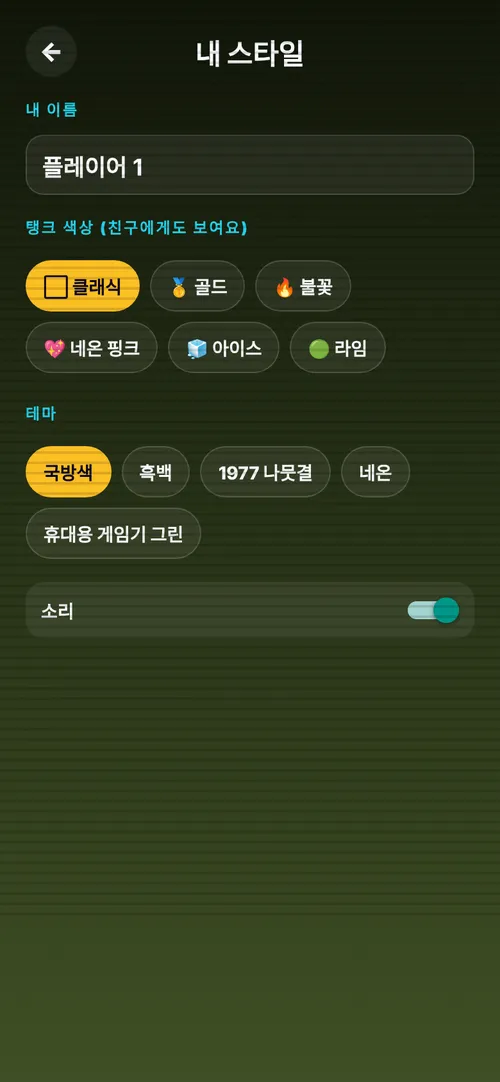 내 스타일
내 이름
플레이어 1
탱크 색상 (친구에게도 보여요)
클래식 🥇 골드 🔥 불꽃
💖 네온 핑크 🧊 아이스 🟢 라임
테마
국방색 흑백 1977 나뭇결 네온
휴대용 게임기 그린
소리